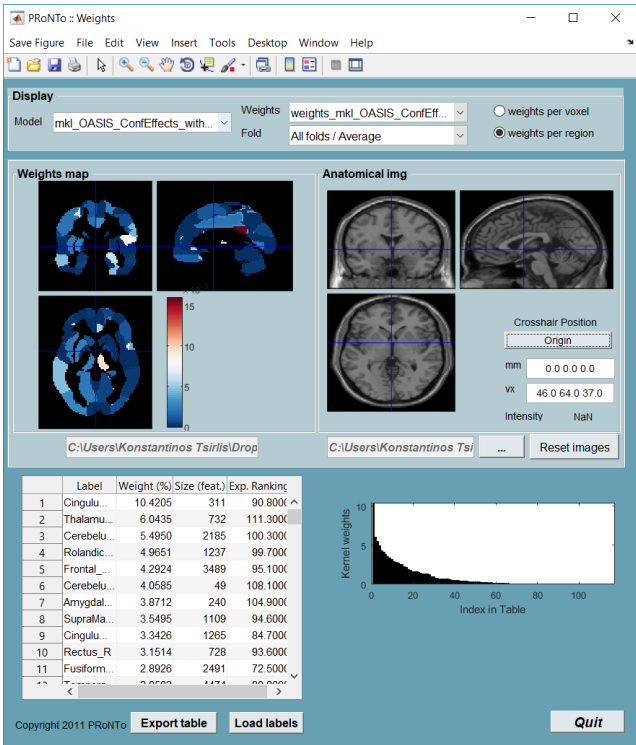 PRoNTo :: Weights
Save Figure File Edit View Insert Tools Desktop Window Help
Display
Model mkl_OASIS_ConfEffects_with...
Weights weights_mkl_OASIS_ConfEff...
Fold All folds / Average
weights per voxel
weights per region
Weights map
15
10
5
0
C:\Users\Konstantinos Tsirlis\Drop
Anatomical img
Crosshair Position
Origin
mm 0.0 0.0 0.0
vx 46.0 64.0 37.0
Intensity NaN
C:\Users\Konstantinos Tsi ... Reset images
Label Weight (%) Size (feat.) Exp. Ranking
1 Cingulu... 10.4205 311 90.8000
2 Thalamu... 6.0435 732 111.3000
3 Cerebelu... 5.4950 2185 100.3000
4 Rolandic... 4.9651 1237 99.7000
5 Frontal_... 4.2924 3489 95.1000
6 Cerebelu... 4.0585 49 108.1000
7 Amygdal... 3.8712 240 104.9000
8 SupraMa... 3.5495 1109 94.6000
9 Cingulu... 3.3426 1265 84.7000
10 Rectus_R 3.1514 728 93.6000
11 Fusiform... 2.8926 2491 72.5000
Kernel weights
10
5
0
0 20 40 60 80 100
Index in Table
Copyright 2011 PRoNTo Export table Load labels Quit